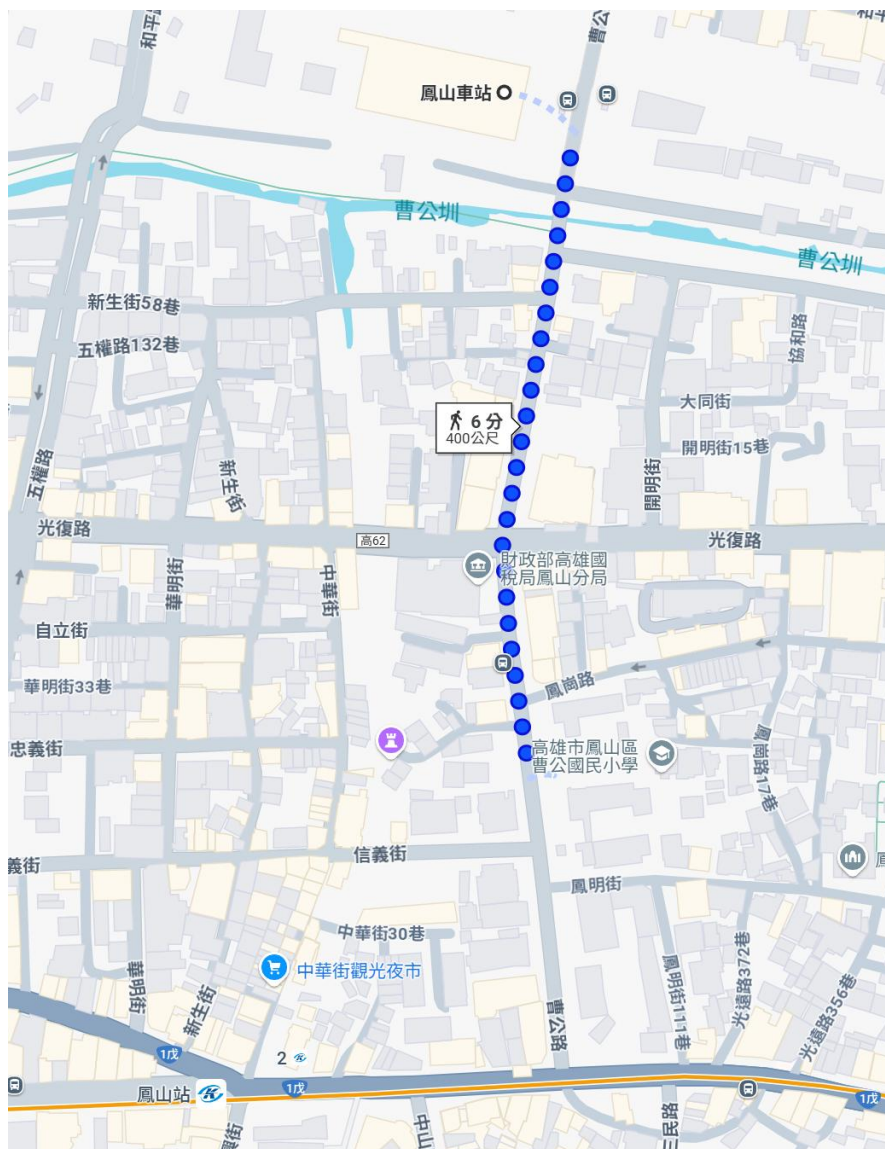 和平路
曹公
和平
鳳山車站
曹公圳
曹公圳
新生街58巷
五權路132巷
協和路
大同街
6 分
400公尺
開明街15巷
開明街
五權路
新生街
光復路
高62
光復路
財政部高雄國
稅局鳳山分局
華明街
中華街
自立街
華明街33巷
鳳崗路
忠義街
高雄市鳳山區
曹公國民小學
鳳崗路17巷
義街
信義街
鳳
鳳明街
中華街30巷
中華街觀光夜市
華明街
新生街
曹公路
鳳明街111巷
光遠路372巷
光遠路356巷
1戊
2
鳳山站
1戊
1戊
中山
三民路